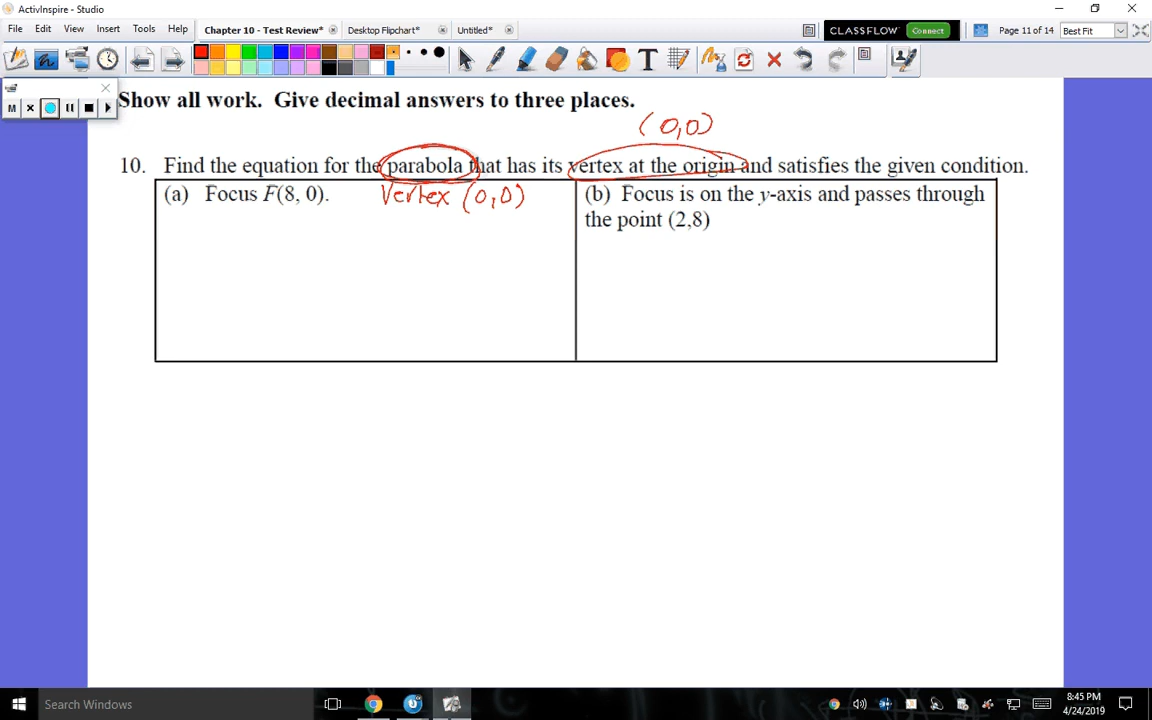 ActivInspire - Studio
File Edit View Insert Tools Help
Chapter 10 - Test Review* Desktop Flipchart* Untitled*
CLASSFLOW Connect
Page 11 of 14 Best Fit
M
Show all work. Give decimal answers to three places.
(0,0)
10. Find the equation for the parabola that has its vertex at the origin and satisfies the given condition.
(a) Focus F(8, 0).
Vertex (0,0)
(b) Focus is on the y-axis and passes through
the point (2,8)
Search Windows
8:45 PM
4/24/2019